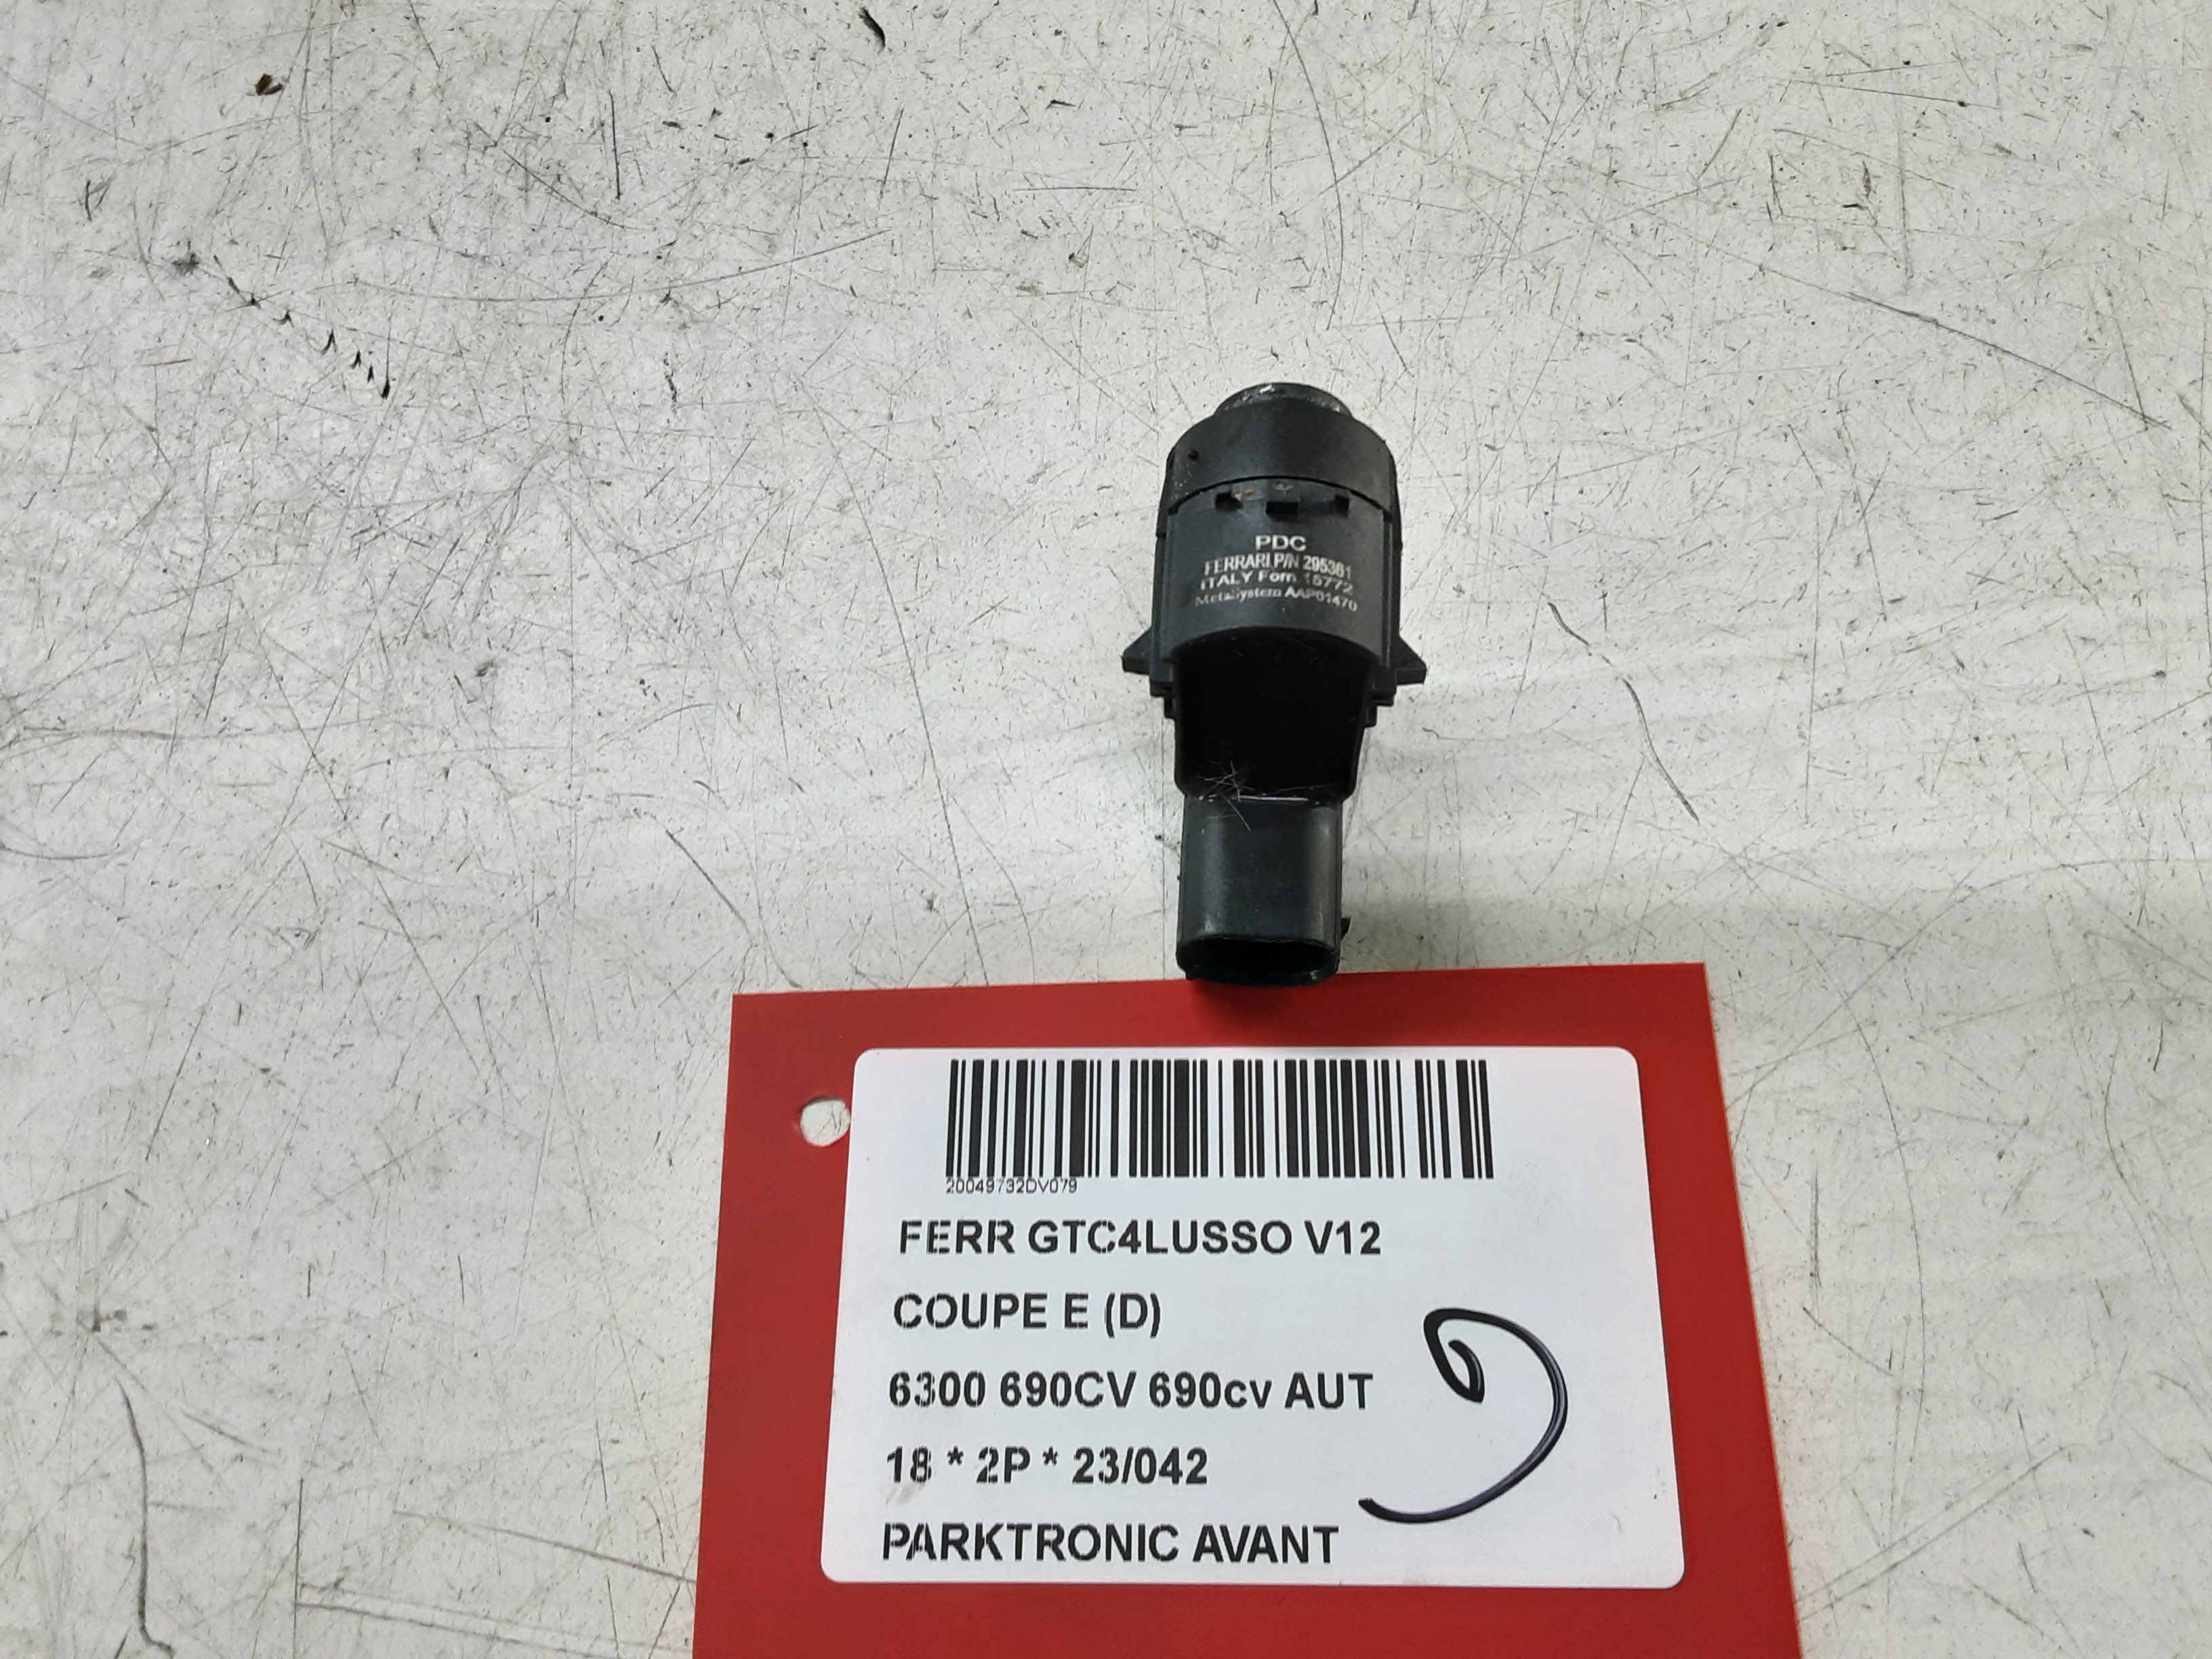 PDC
FERRARI P/N 295361
ITALY Forn 15772
MetaSystem AAP01470
20049732DV079
FERR GTC4LUSSO V12
COUPE E (D)
6300 690CV 690cv AUT
18 * 2P * 23/042
PARKTRONIC AVANT